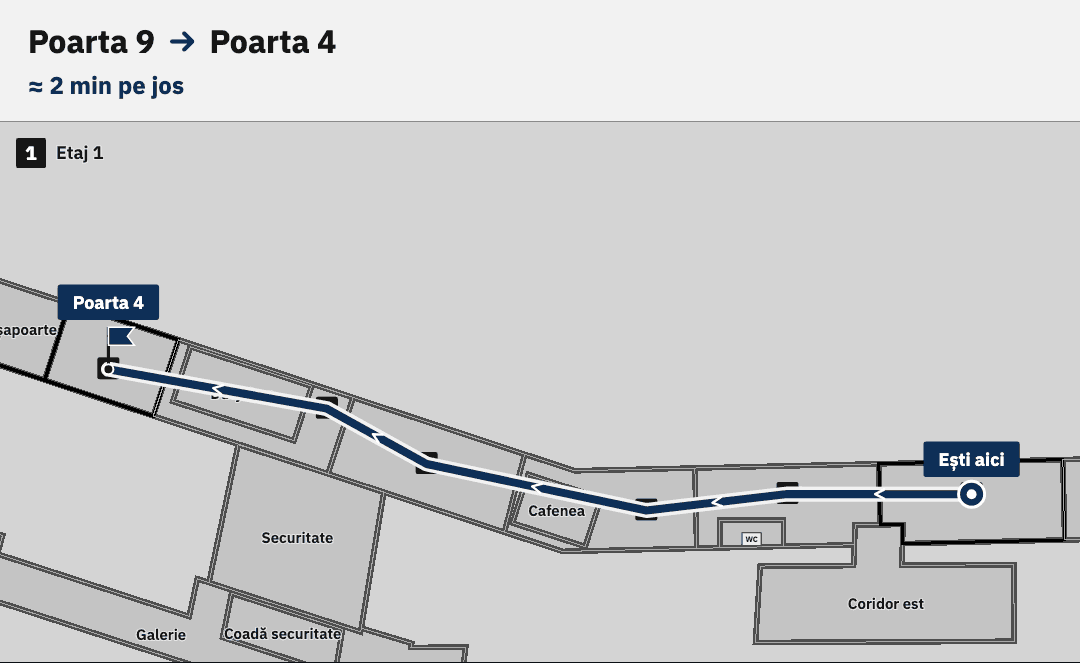 Poarta 9 → Poarta 4
≈ 2 min pe jos
1 Etaj 1
Poarta 4
Ești aici
Cafenea
WC
Securitate
Coridor est
Galerie
Coadă securitate